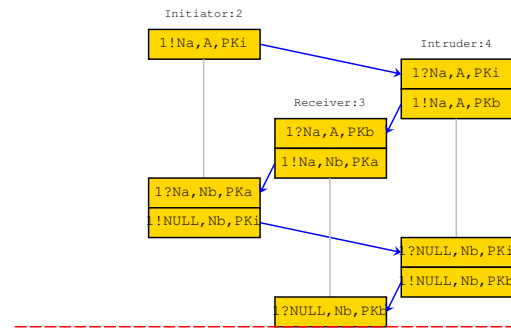 Initiator:2
1!Na,A,PKi
Intruder:4
1?Na,A,PKi
1!Na,A,PKb
Receiver:3
1?Na,A,PKb
1!Na,Nb,PKa
1?Na,Nb,PKa
1!NULL,Nb,PKi
1?NULL,Nb,PKi
1!NULL,Nb,PKb
1?NULL,Nb,PKb